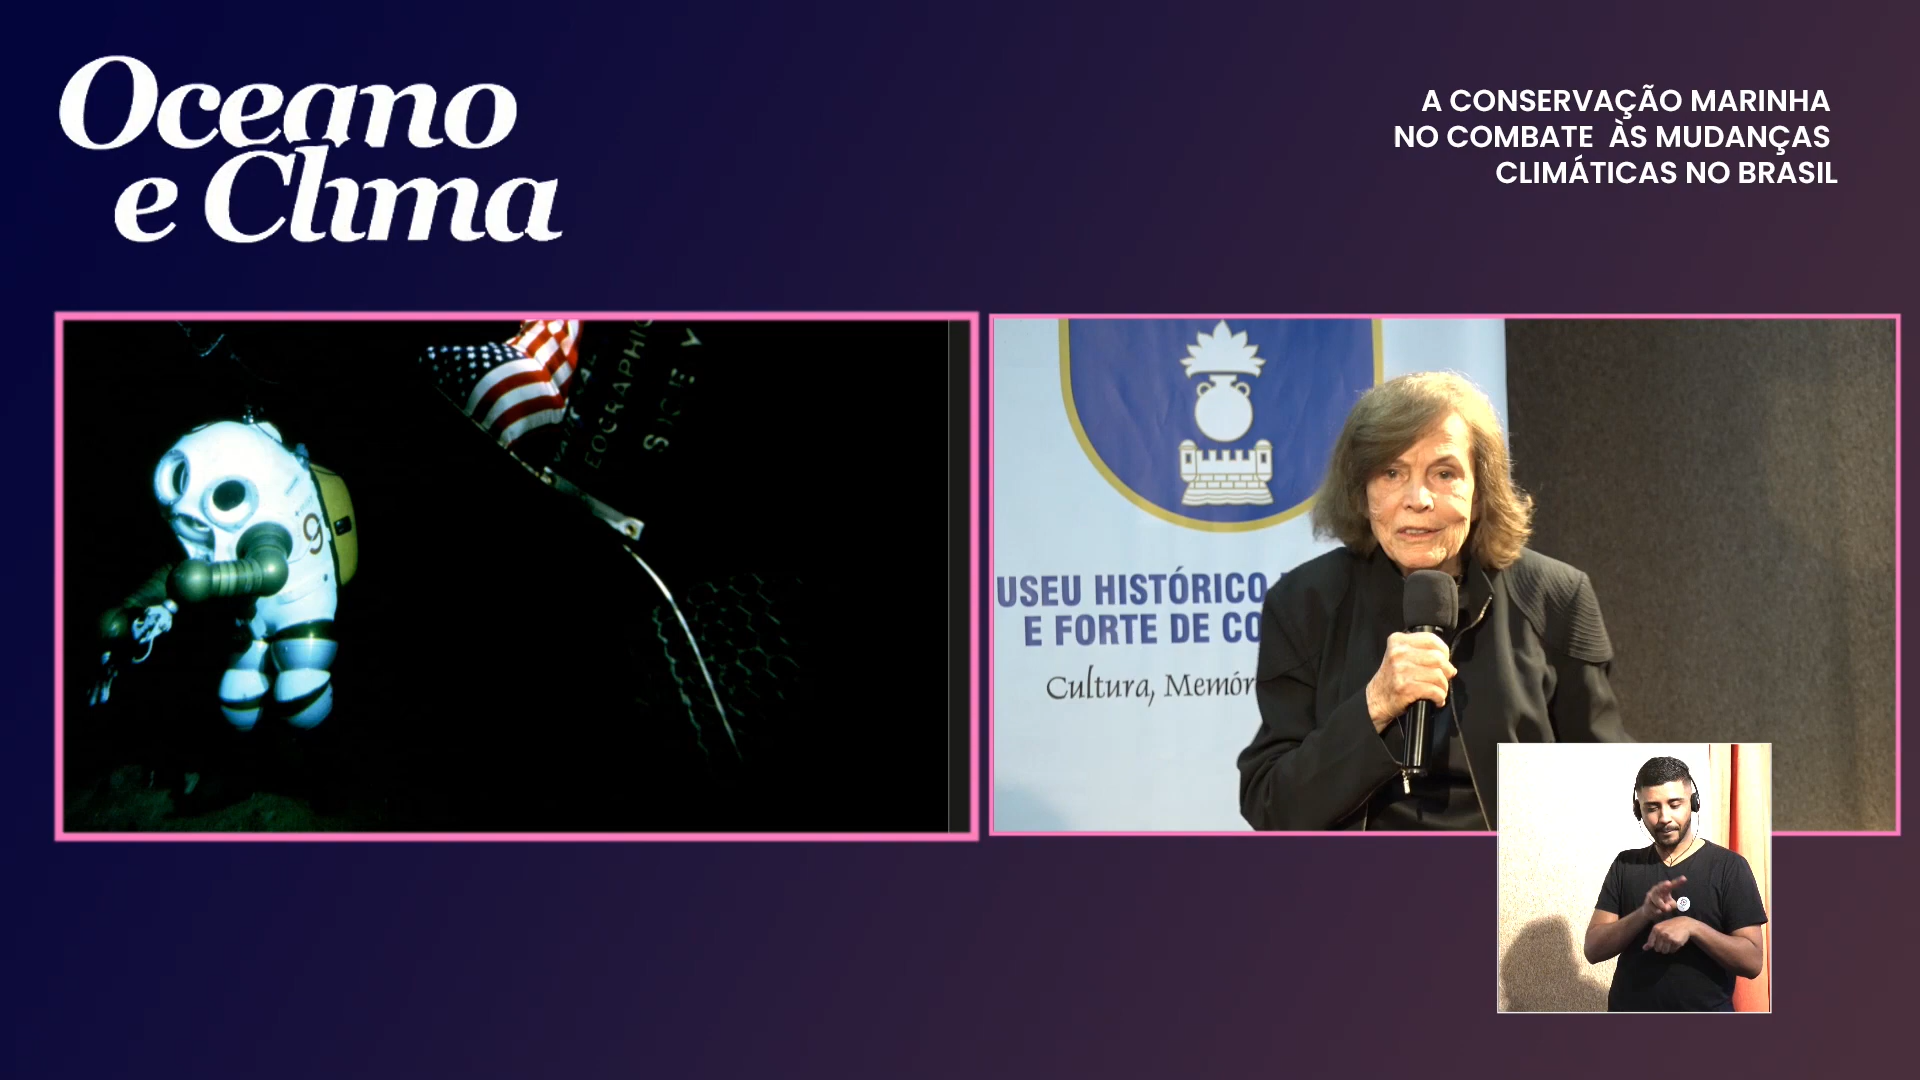 Oceano
e Clima
A CONSERVAÇÃO MARINHA
NO COMBATE ÀS MUDANÇAS
CLIMÁTICAS NO BRASIL
EOGRAPHIC
9
USEU HISTÓRICO
E FORTE DE CO
Cultura, Memór